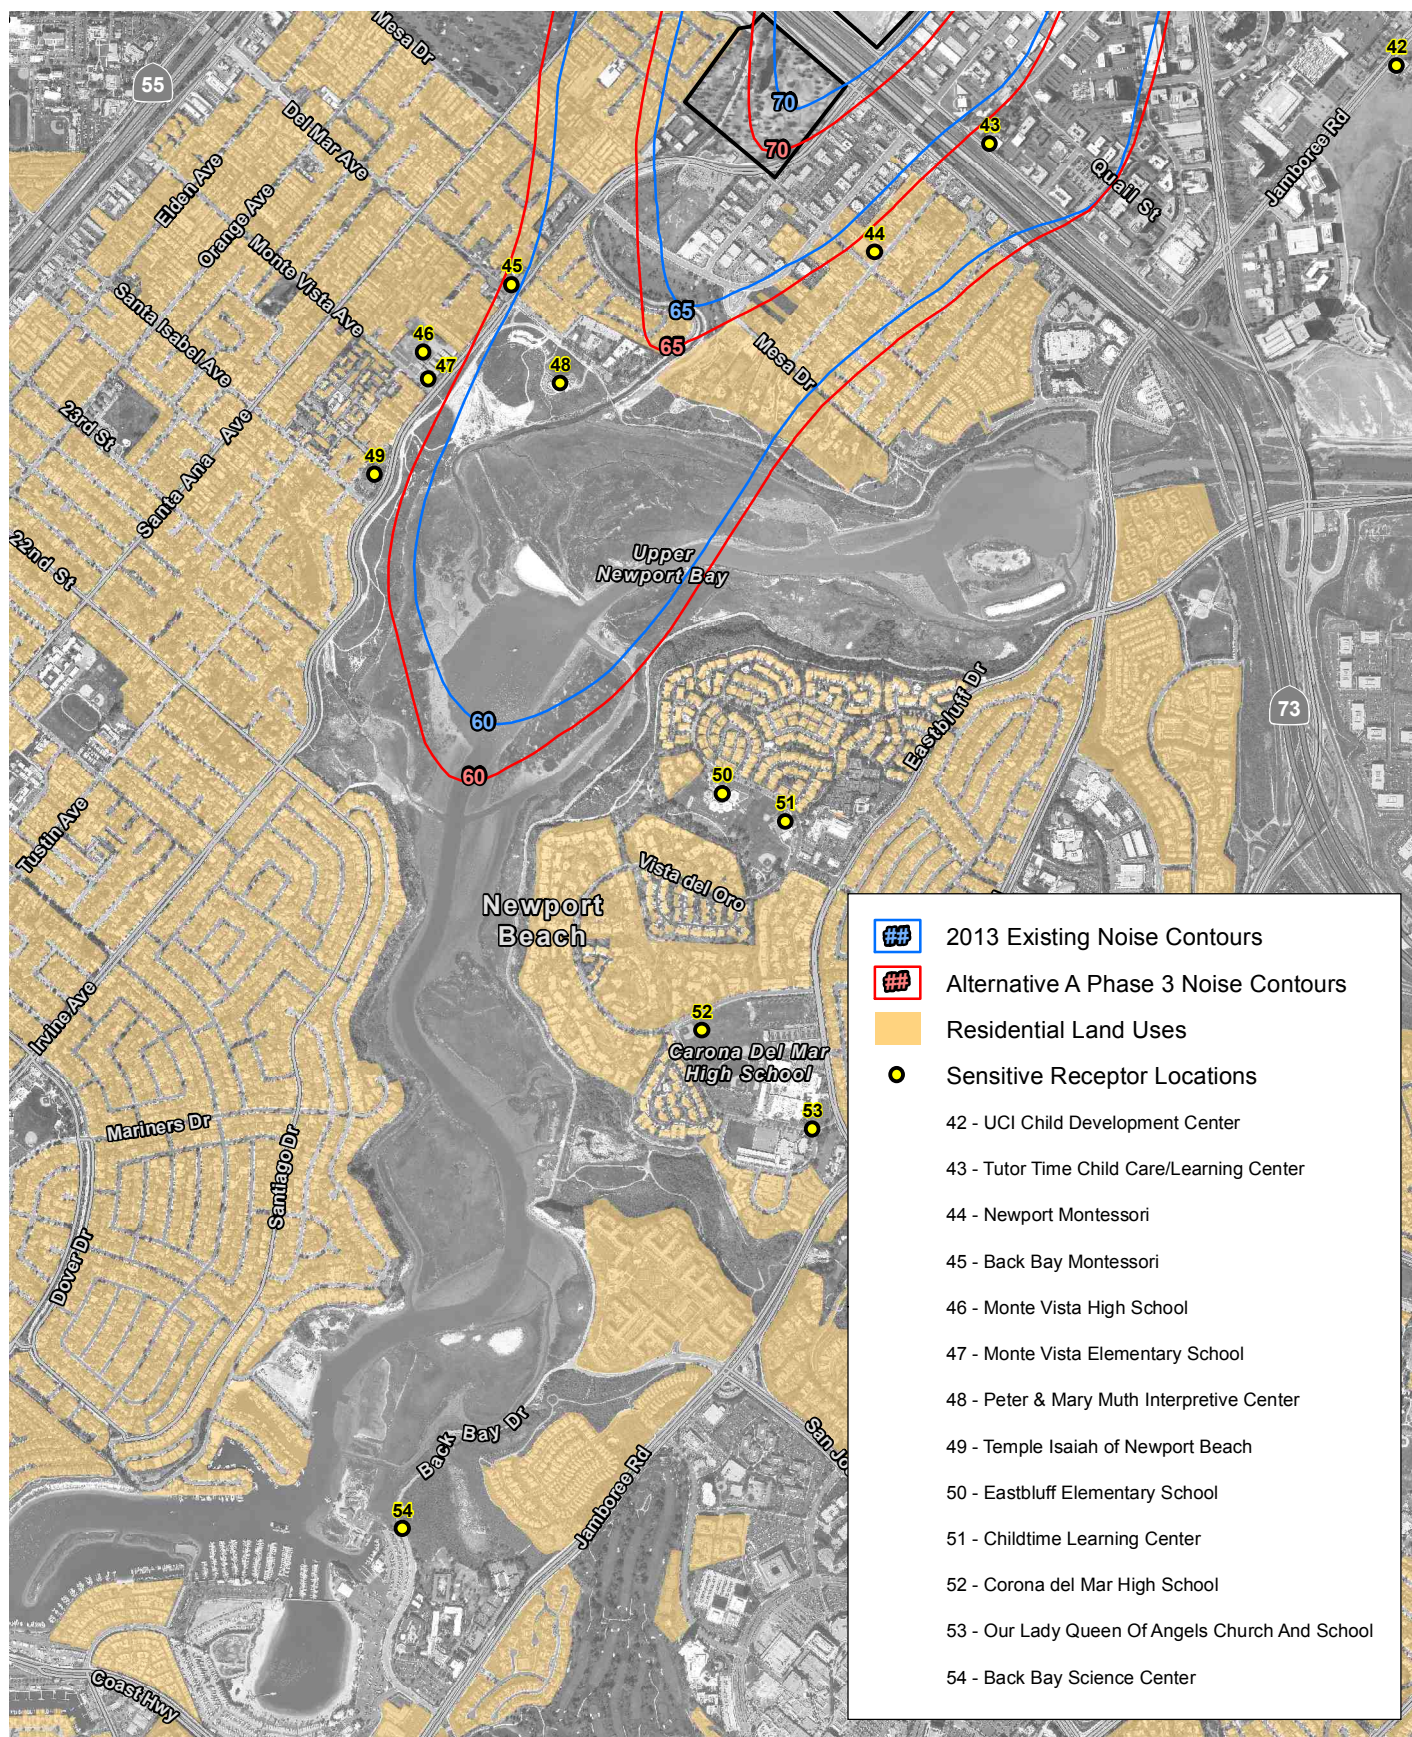 Mesa Dr
42
55
70
43
Del Mar Ave
70
Jamboree Rd
Elden Ave
Quail St
Orange Ave
44
Monte Vista Ave
45
Santa Isabel Ave
65
65
46
Mesa Dr
47
48
23rd St
Santa Ana Ave
49
22nd St
Upper
Newport Bay
Eastbluff Dr
73
60
60
50
51
Tustin Ave
Vista del Oro
Newport
Beach
Irvine Ave
52
Carona Del Mar
High School
53
Mariners Dr
Santiago Dr
Dover Dr
Back Bay Dr
San Jo
Jamboree Rd
54
Coast Hwy
## 2013 Existing Noise Contours
## Alternative A Phase 3 Noise Contours
Residential Land Uses
Sensitive Receptor Locations
42 - UCI Child Development Center
43 - Tutor Time Child Care/Learning Center
44 - Newport Montessori
45 - Back Bay Montessori
46 - Monte Vista High School
47 - Monte Vista Elementary School
48 - Peter & Mary Muth Interpretive Center
49 - Temple Isaiah of Newport Beach
50 - Eastbluff Elementary School
51 - Childtime Learning Center
52 - Corona del Mar High School
53 - Our Lady Queen Of Angels Church And School
54 - Back Bay Science Center